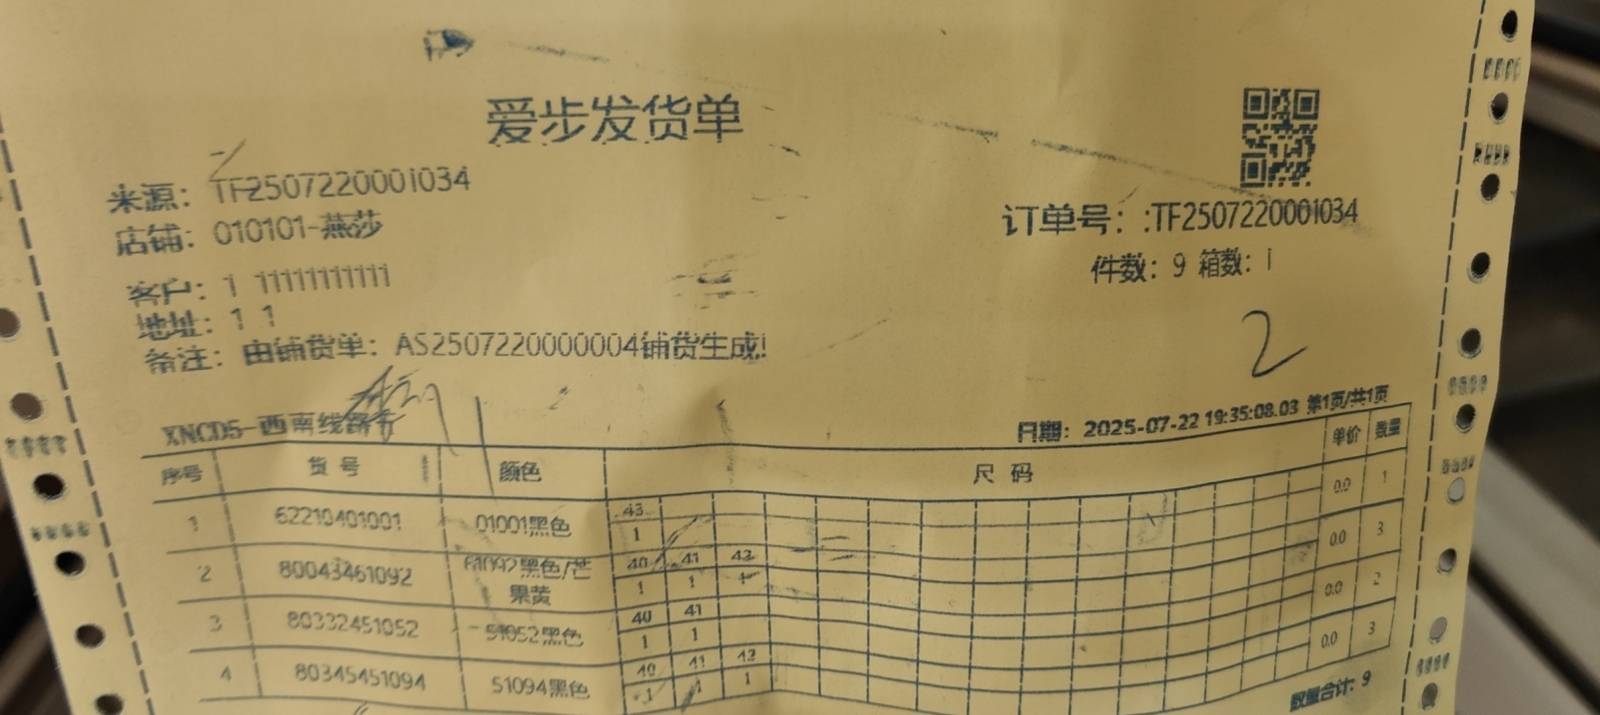 爱步发货单
来源： TF2507220001034
店铺： 010101-燕莎
订单号：:TF2507220001034
件数：9 箱数：1
客户： 1 11111111111
地址： 1 1
备注： 由铺货单：AS2507220000004铺货生成!
2
XNCD5-西南线
日期： 2025-07-22 19:35:08.03 第1页/共1页
序号 货号 颜色 尺码 单价 数量
43
1 62210401001 01001黑色 1 0.0 1
40 41 42
2 80043461092 61092黑色/芒果黄 1 1 1 0.0 3
40 41
3 80332451052 51052黑色 1 1 0.0 2
40 41 42
4 80345451094 51094黑色 1 1 1 0.0 3
数量合计: 9